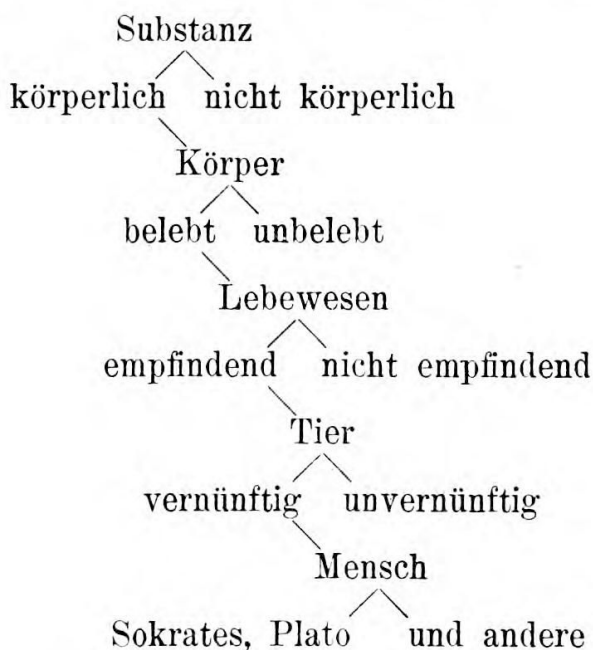 Substanz
körperlich nicht körperlich
Körper
belebt unbelebt
Lebewesen
empfindend nicht empfindend
Tier
vernünftig unvernünftig
Mensch
Sokrates, Plato und andere